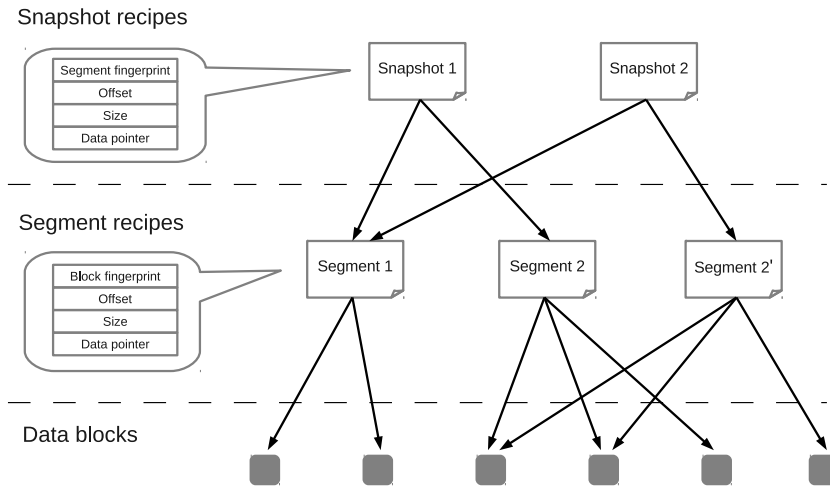 Snapshot recipes
Segment fingerprint
Offset
Size
Data pointer
Snapshot 1
Snapshot 2
Segment recipes
Block fingerprint
Offset
Size
Data pointer
Segment 1
Segment 2
Segment 2'
Data blocks